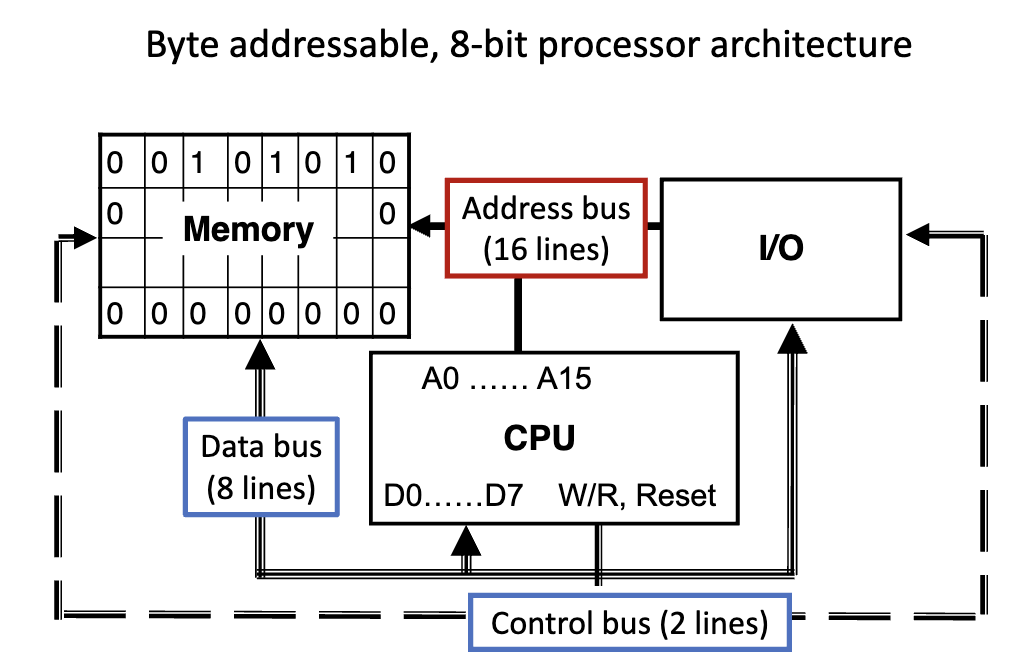 Byte addressable, 8-bit processor architecture
0 0 1 0 1 0 1 0
0 Memory 0
0 0 0 0 0 0 0 0
Address bus
(16 lines)
I/O
A0 …… A15
CPU
D0……D7 W/R, Reset
Data bus
(8 lines)
Control bus (2 lines)